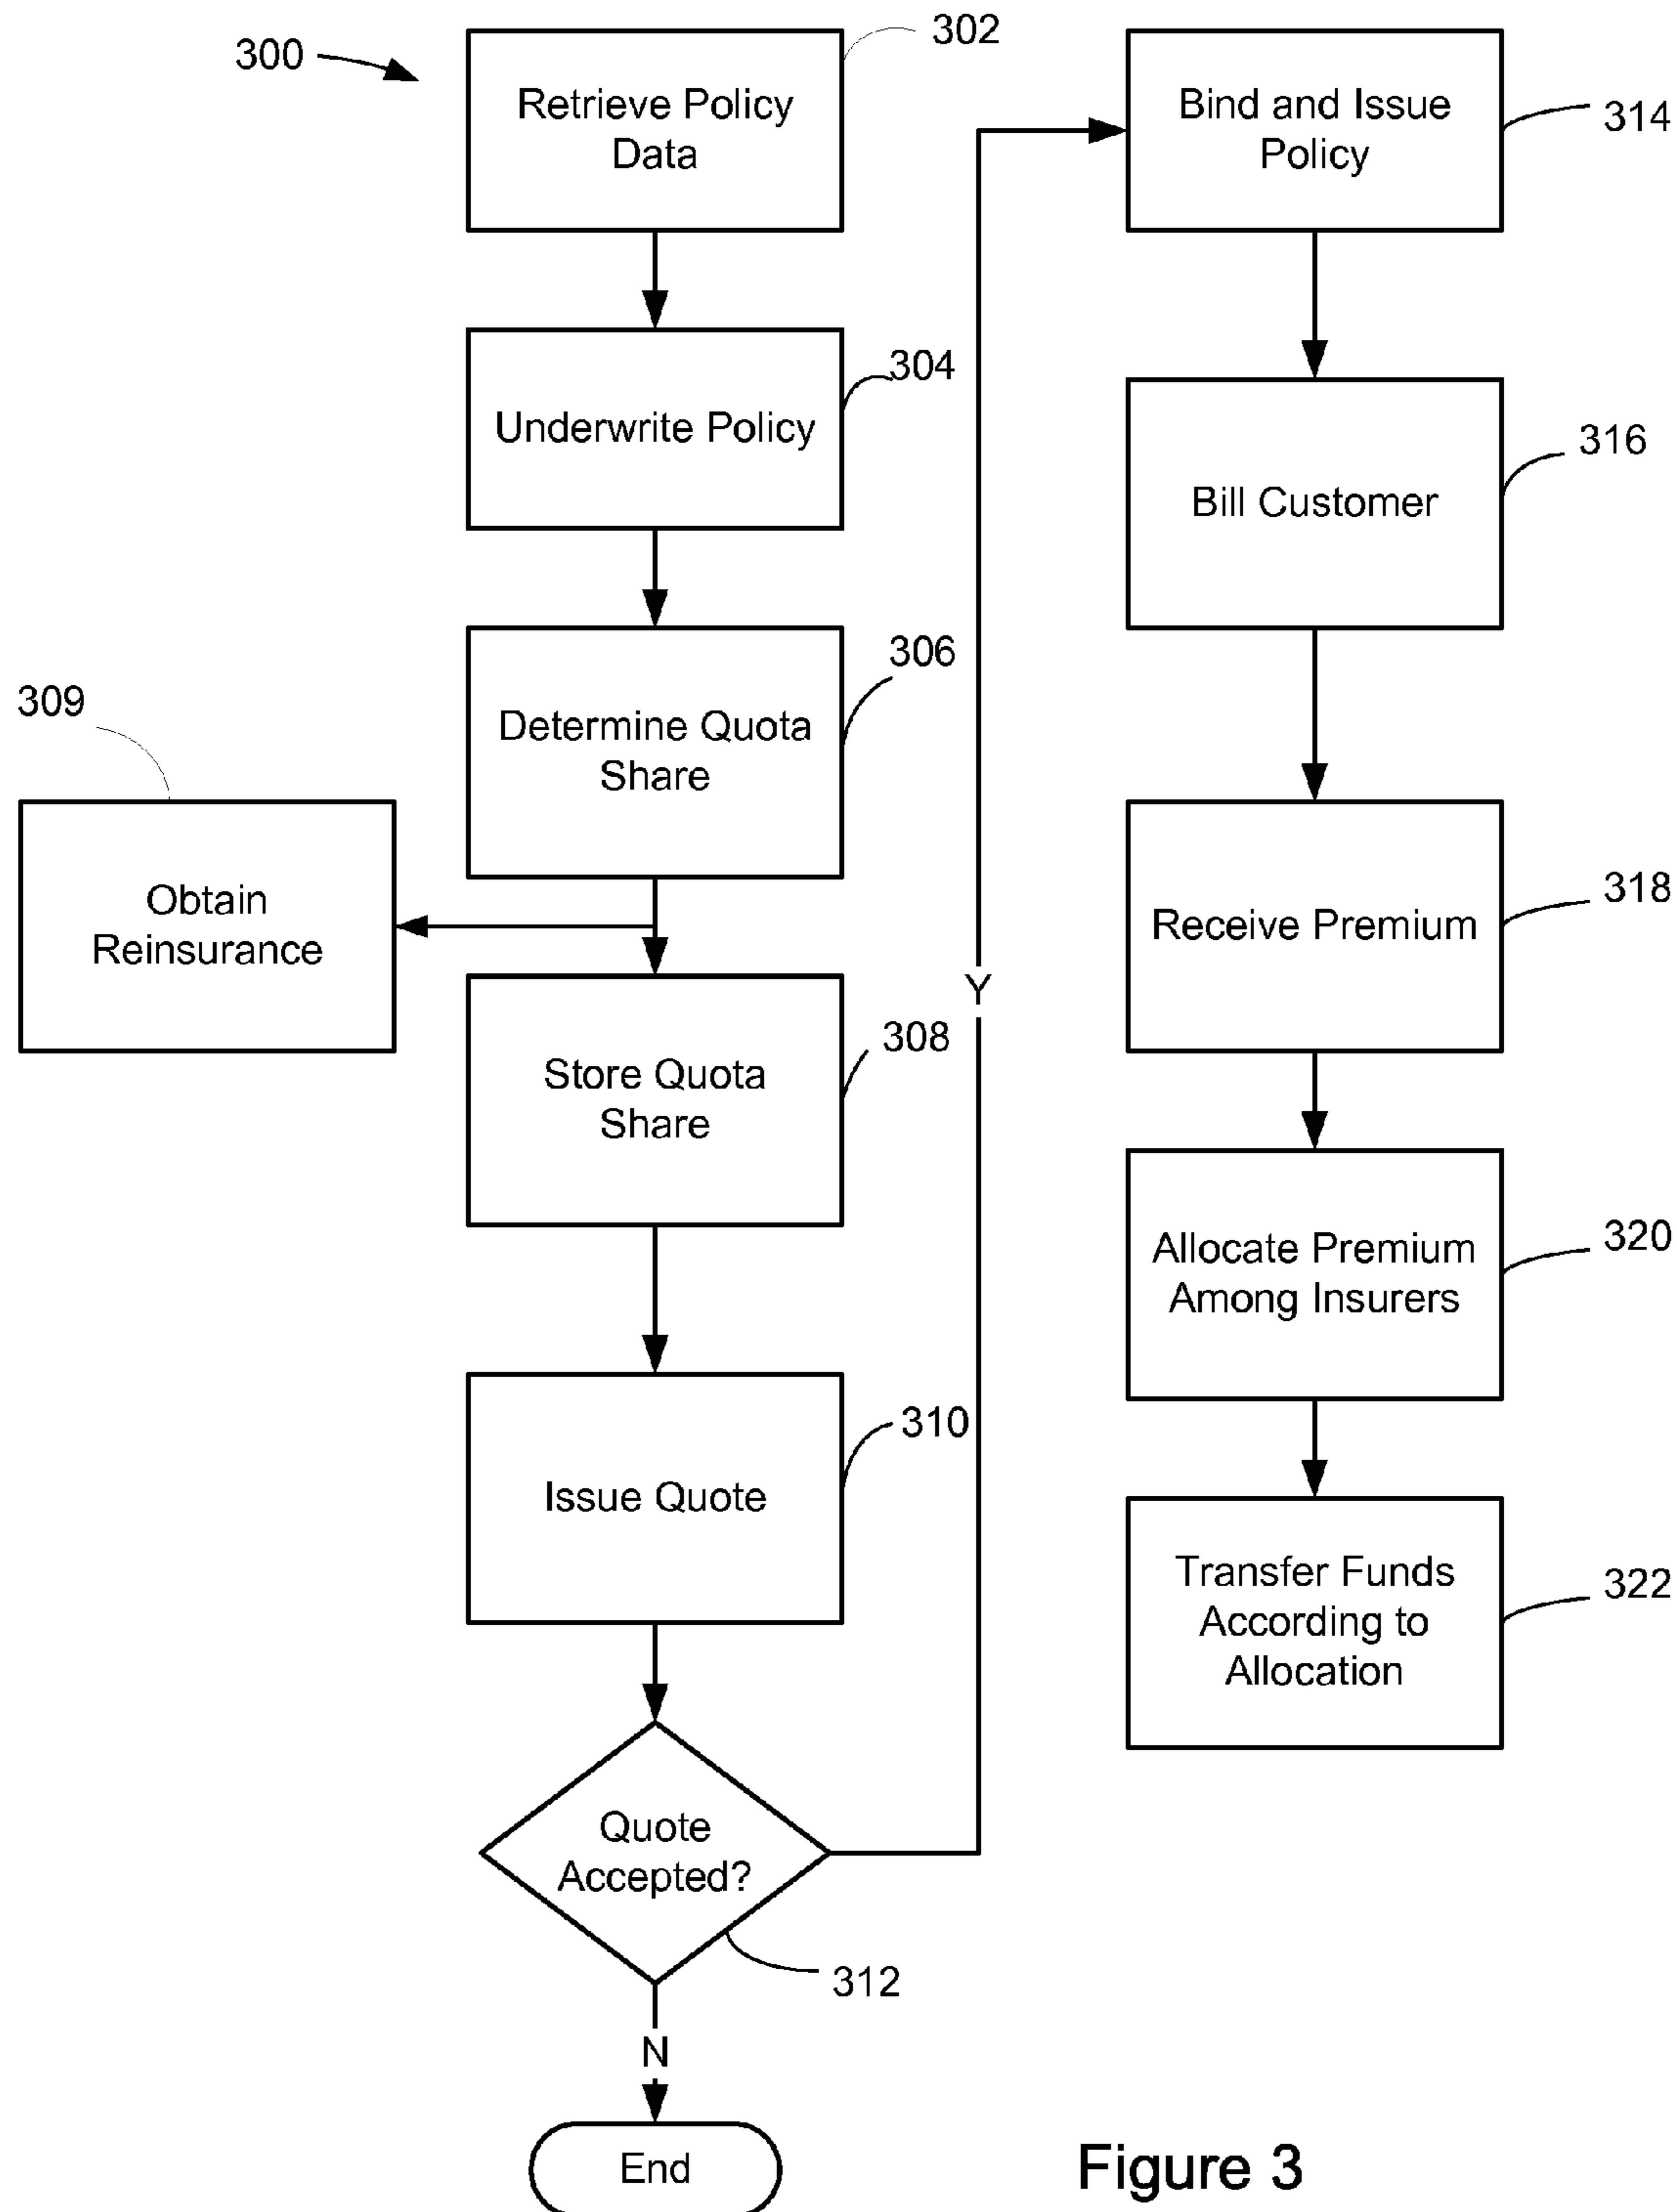 300
302
Retrieve Policy
Data
304
Underwrite Policy
306
Determine Quota
Share
309
Obtain
Reinsurance
308
Store Quota
Share
310
Issue Quote
Quote
Accepted?
312
N
End
Y
Bind and Issue
Policy
314
Bill Customer
316
Receive Premium
318
Allocate Premium
Among Insurers
320
Transfer Funds
According to
Allocation
322
Figure 3